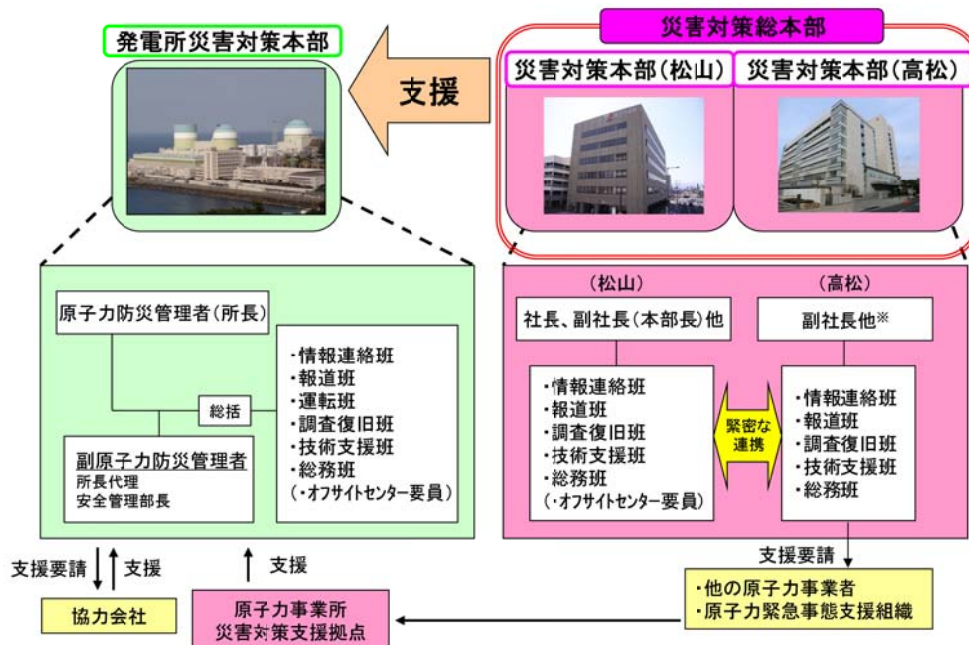 災害対策総本部
発電所災害対策本部
支援
災害対策本部(松山)
災害対策本部(高松)
原子力防災管理者(所長)
総括
副原子力防災管理者
所長代理
安全管理部長
・情報連絡班
・報道班
・運転班
・調査復旧班
・技術支援班
・総務班
(・オフサイトセンター要員)
(松山)
社長、副社長(本部長)他
・情報連絡班
・報道班
・調査復旧班
・技術支援班
・総務班
(・オフサイトセンター要員)
緊密な
連携
(高松)
副社長他※
・情報連絡班
・報道班
・調査復旧班
・技術支援班
・総務班
支援要請
支援
協力会社
支援
原子力事業所
災害対策支援拠点
支援要請
・他の原子力事業者
・原子力緊急事態支援組織